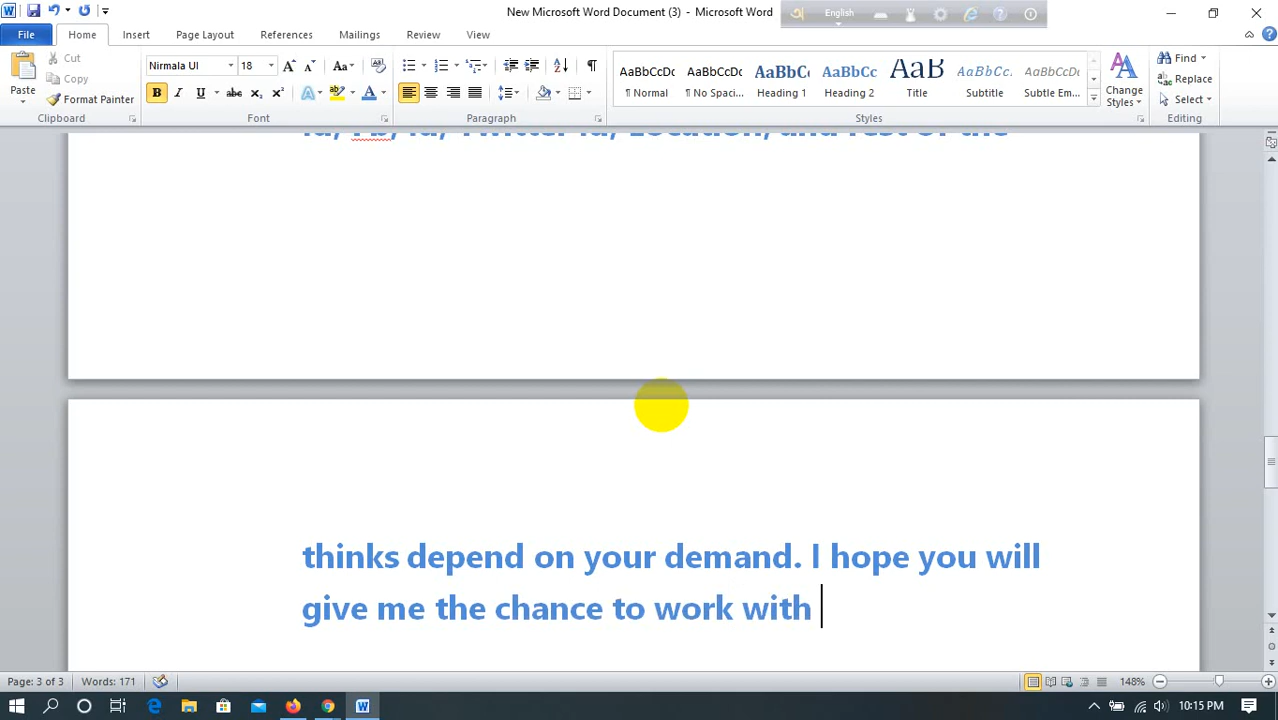 New Microsoft Word Document (3) - Microsoft Word
English
File Home Insert Page Layout References Mailings Review View
Paste
Cut
Copy
Format Painter
Clipboard
Nirmala UI 18
Font
Paragraph
AaBbCcDc AaBbCcDc AaBbC AaBbCc AaB AaBbCc. AaBbCcDc
¶ Normal ¶ No Spaci... Heading 1 Heading 2 Title Subtitle Subtle Em...
Change Styles
Styles
Find
Replace
Select
Editing
thinks depend on your demand. I hope you will
give me the chance to work with
Page: 3 of 3 Words: 171 148%
10:15 PM